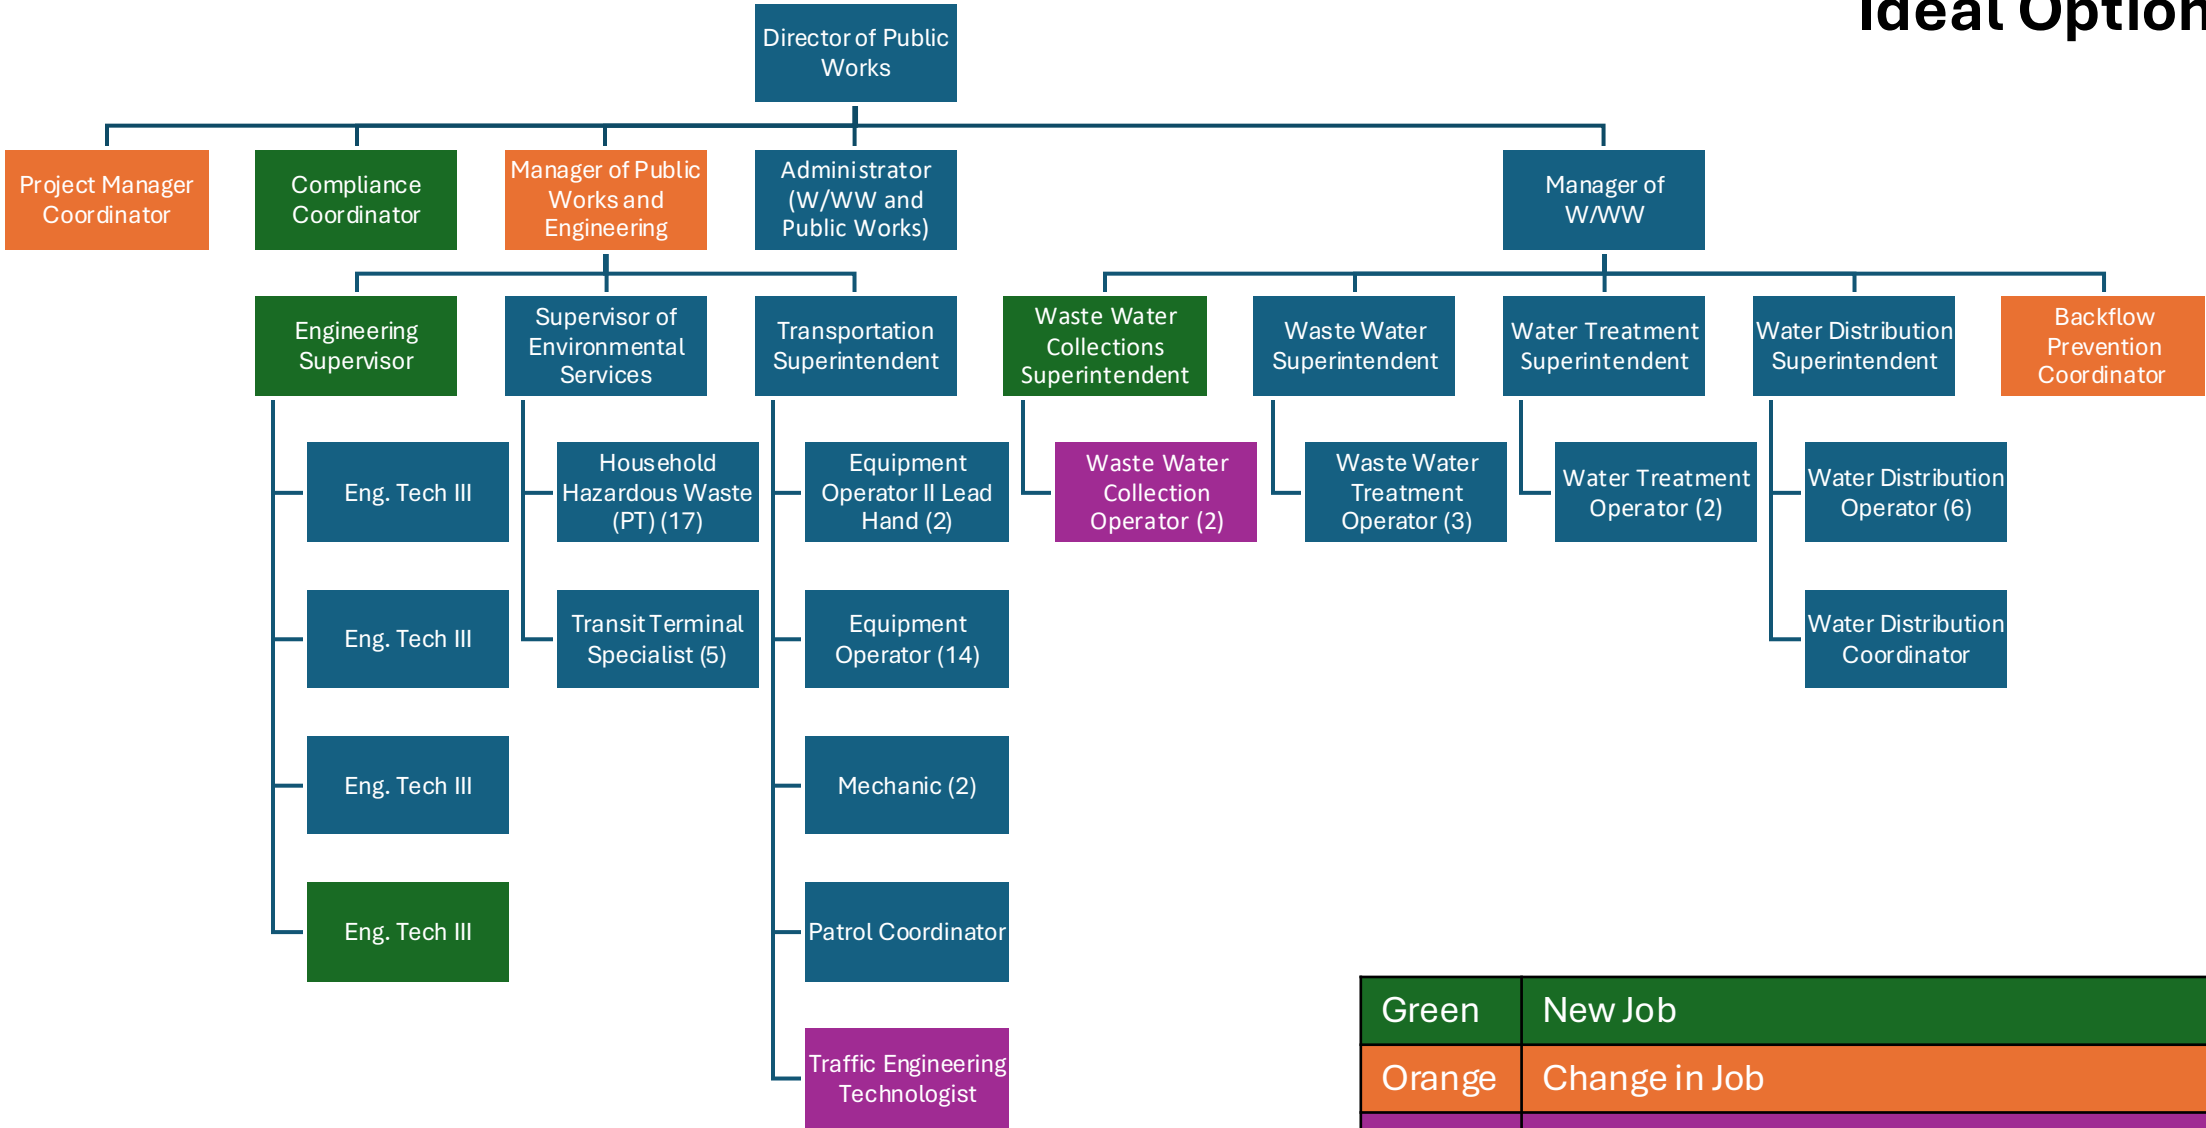 Ideal Option
Director of Public
Works
Project Manager
Coordinator
Compliance
Coordinator
Manager of Public
Works and
Engineering
Administrator
(W/WW and
Public Works)
Manager of
W/WW
Engineering
Supervisor
Supervisor of
Environmental
Services
Transportation
Superintendent
Waste Water
Collections
Superintendent
Waste Water
Superintendent
Water Treatment
Superintendent
Water Distribution
Superintendent
Backflow
Prevention
Coordinator
Eng. Tech III
Household
Hazardous Waste
(PT) (17)
Equipment
Operator II Lead
Hand (2)
Waste Water
Collection
Operator (2)
Waste Water
Treatment
Operator (3)
Water Treatment
Operator (2)
Water Distribution
Operator (6)
Eng. Tech III
Transit Terminal
Specialist (5)
Equipment
Operator (14)
Water Distribution
Coordinator
Eng. Tech III
Mechanic (2)
Eng. Tech III
Patrol Coordinator
Traffic Engineering
Technologist
Green New Job
Orange Change in Job